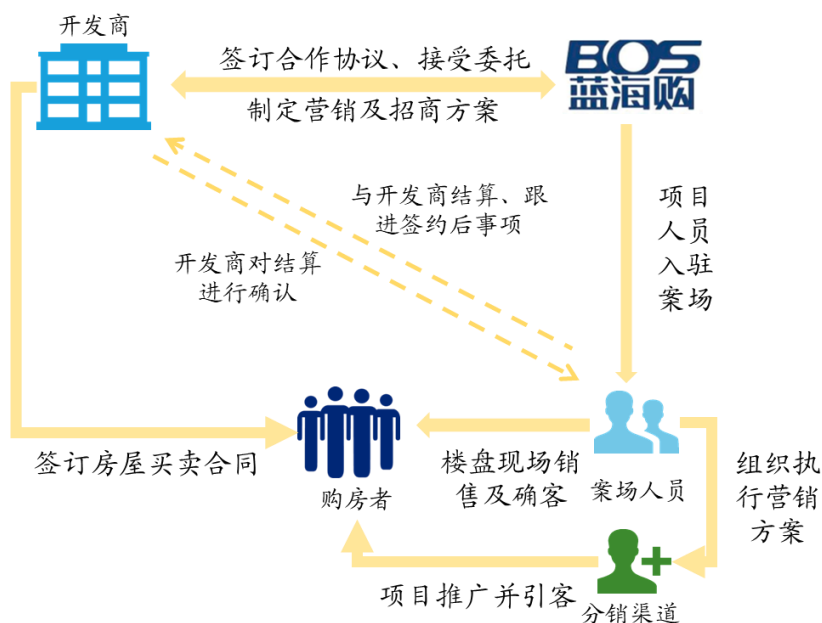 开发商
签订合作协议、接受委托
制定营销及招商方案
BOS
蓝海购
与开发商结算、跟
进签约后事项
开发商对结算
进行确认
项目
人员
入驻
案场
签订房屋买卖合同
购房者
楼盘现场销
售及确客
案场人员
组织执
行营销
方案
项目推广并引客
分销渠道